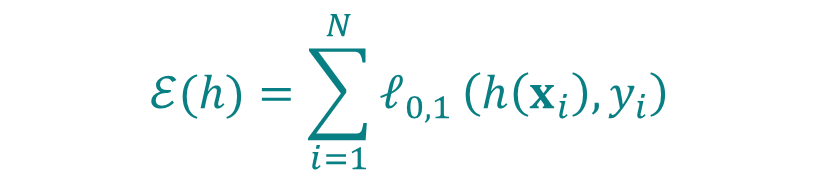 ℰ(ℎ) = ∑_{𝑖=1}^{𝑁} ℓ_{0,1} (ℎ(𝐱_𝑖), 𝑦_𝑖)